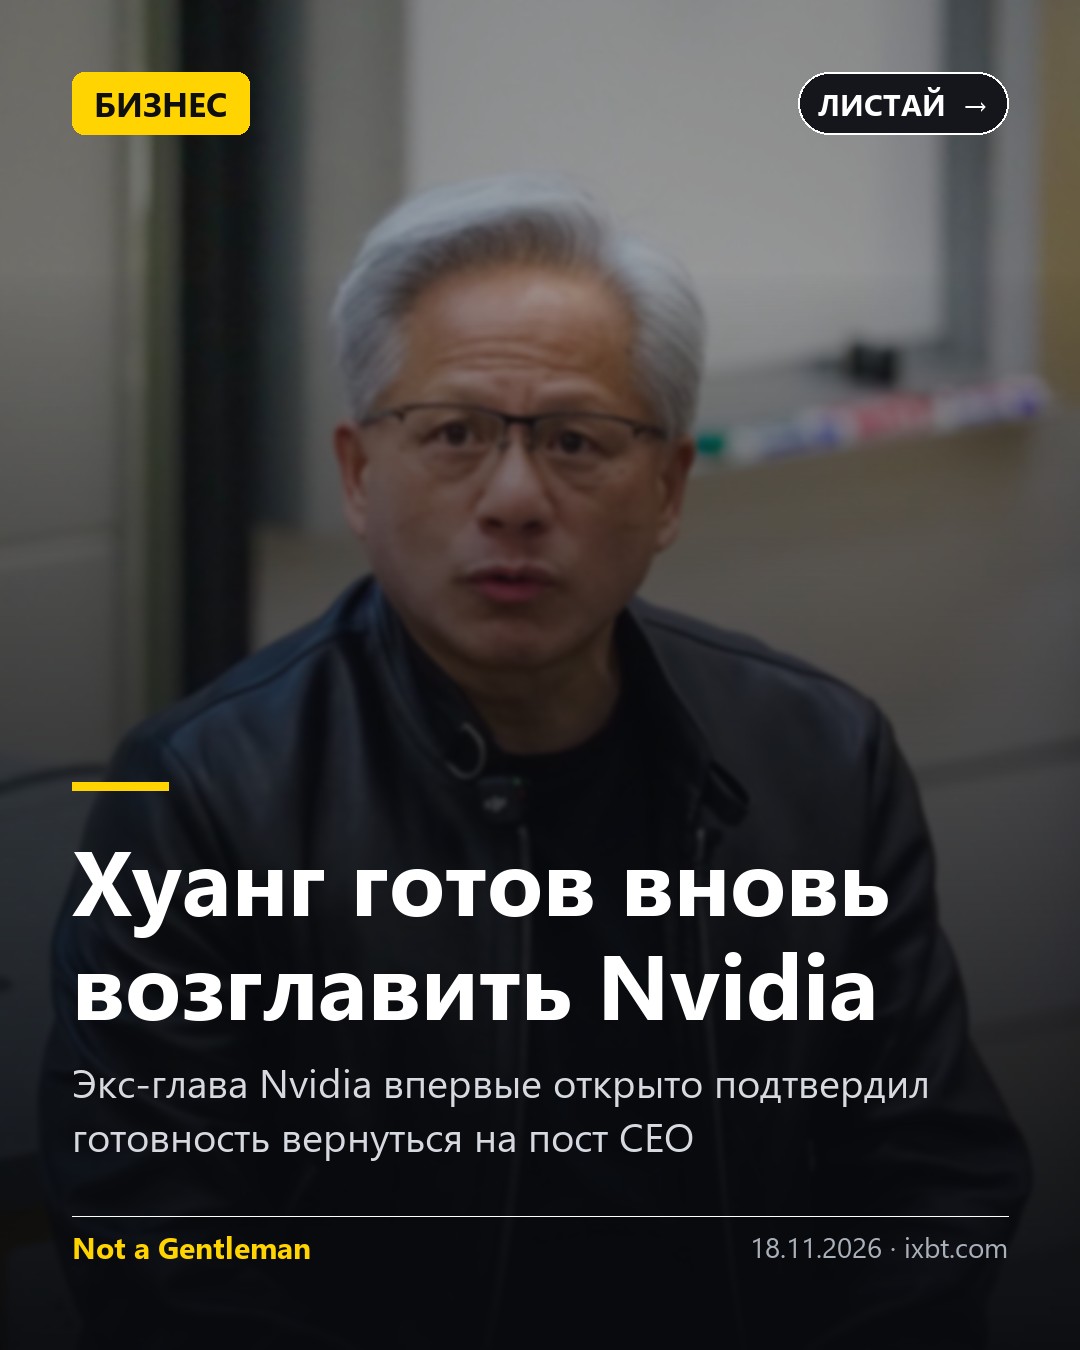 БИЗНЕС
ЛИСТАЙ →
Хуанг готов вновь
возглавить Nvidia
Экс-глава Nvidia впервые открыто подтвердил
готовность вернуться на пост CEO
Not a Gentleman
18.11.2026 · ixbt.com